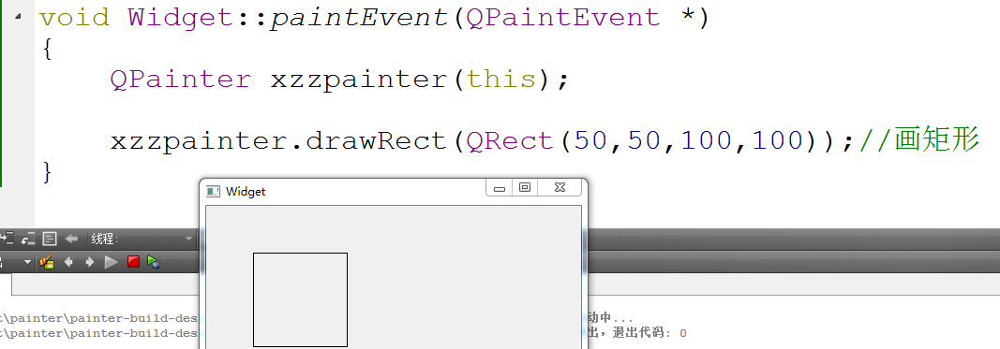 void Widget::paintEvent(QPaintEvent *)
{
QPainter xzzpainter(this);
xzzpainter.drawRect(QRect(50,50,100,100));//画矩形
}
Widget
线程:
t\painter\painter-build-des 动中...
t\painter\painter-build-des 出，退出代码: 0